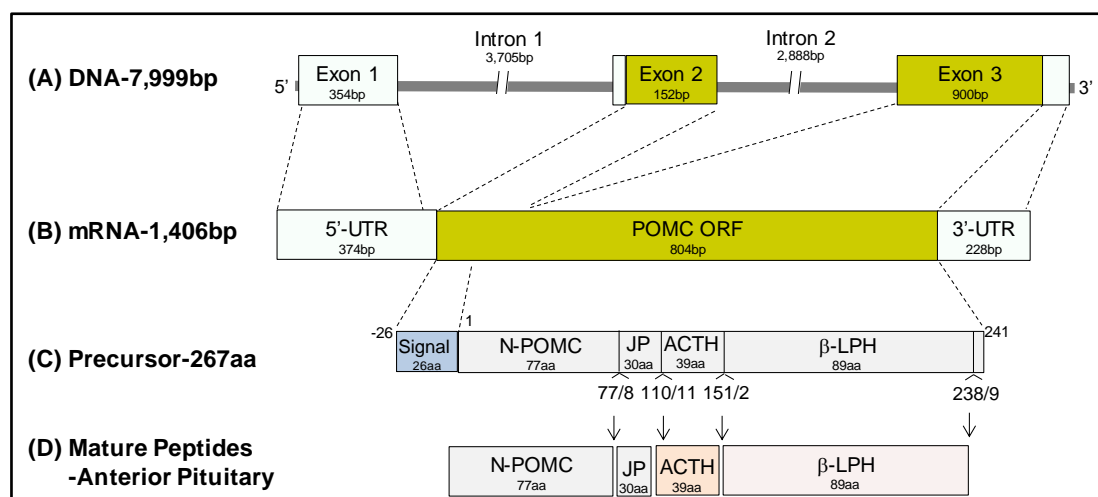 Intron 1
3,705bp
Intron 2
2,888bp
(A) DNA-7,999bp
5’
Exon 1
354bp
Exon 2
152bp
Exon 3
900bp
3’
(B) mRNA-1,406bp
5’-UTR
374bp
POMC ORF
804bp
3’-UTR
228bp
(C) Precursor-267aa
-26
1
241
Signal
26aa
N-POMC
77aa
JP
30aa
ACTH
39aa
β-LPH
89aa
77/8
110/11
151/2
238/9
(D) Mature Peptides
-Anterior Pituitary
N-POMC
77aa
JP
30aa
ACTH
39aa
β-LPH
89aa